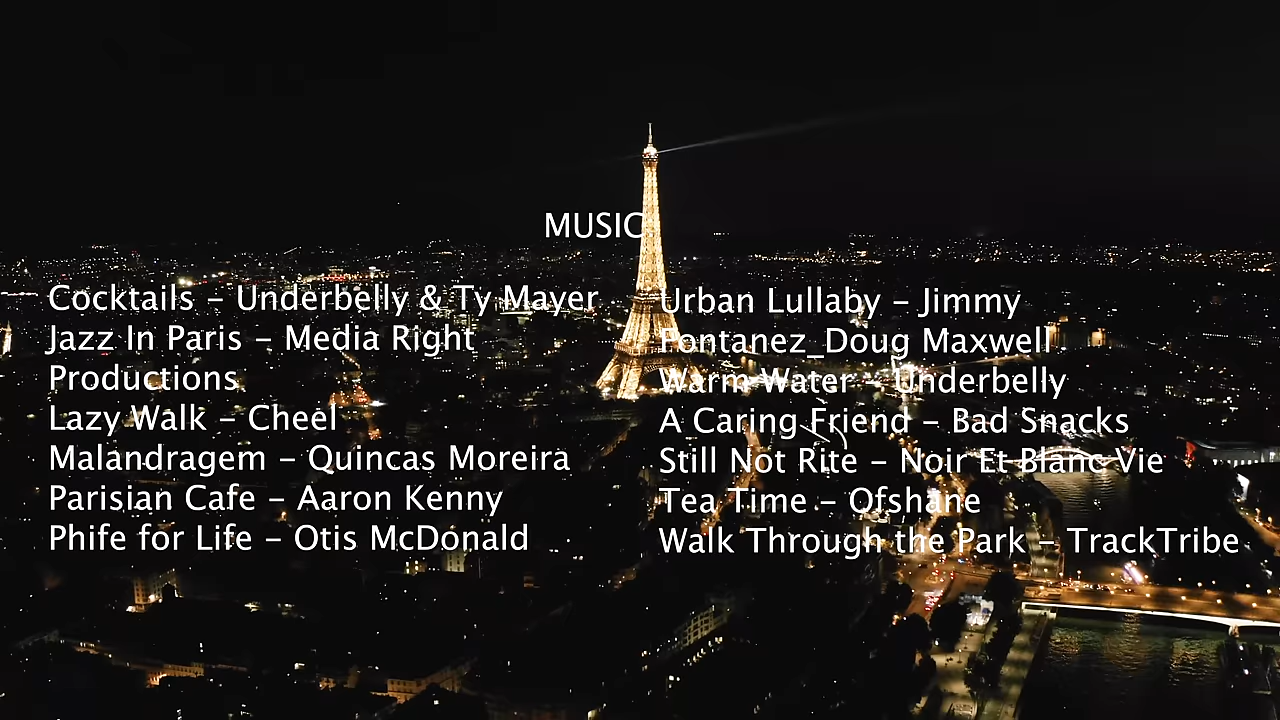 MUSIC
Cocktails – Underbelly & Ty Mayer
Jazz In Paris – Media Right
Productions
Lazy Walk – Cheel
Malandragem – Quincas Moreira
Parisian Cafe – Aaron Kenny
Phife for Life – Otis McDonald
Urban Lullaby – Jimmy
Fontanez_Doug Maxwell
Warm Water – Underbelly
A Caring Friend – Bad Snacks
Still Not Rite – Noir Et Blanc Vie
Tea Time – Ofshane
Walk Through the Park – TrackTribe